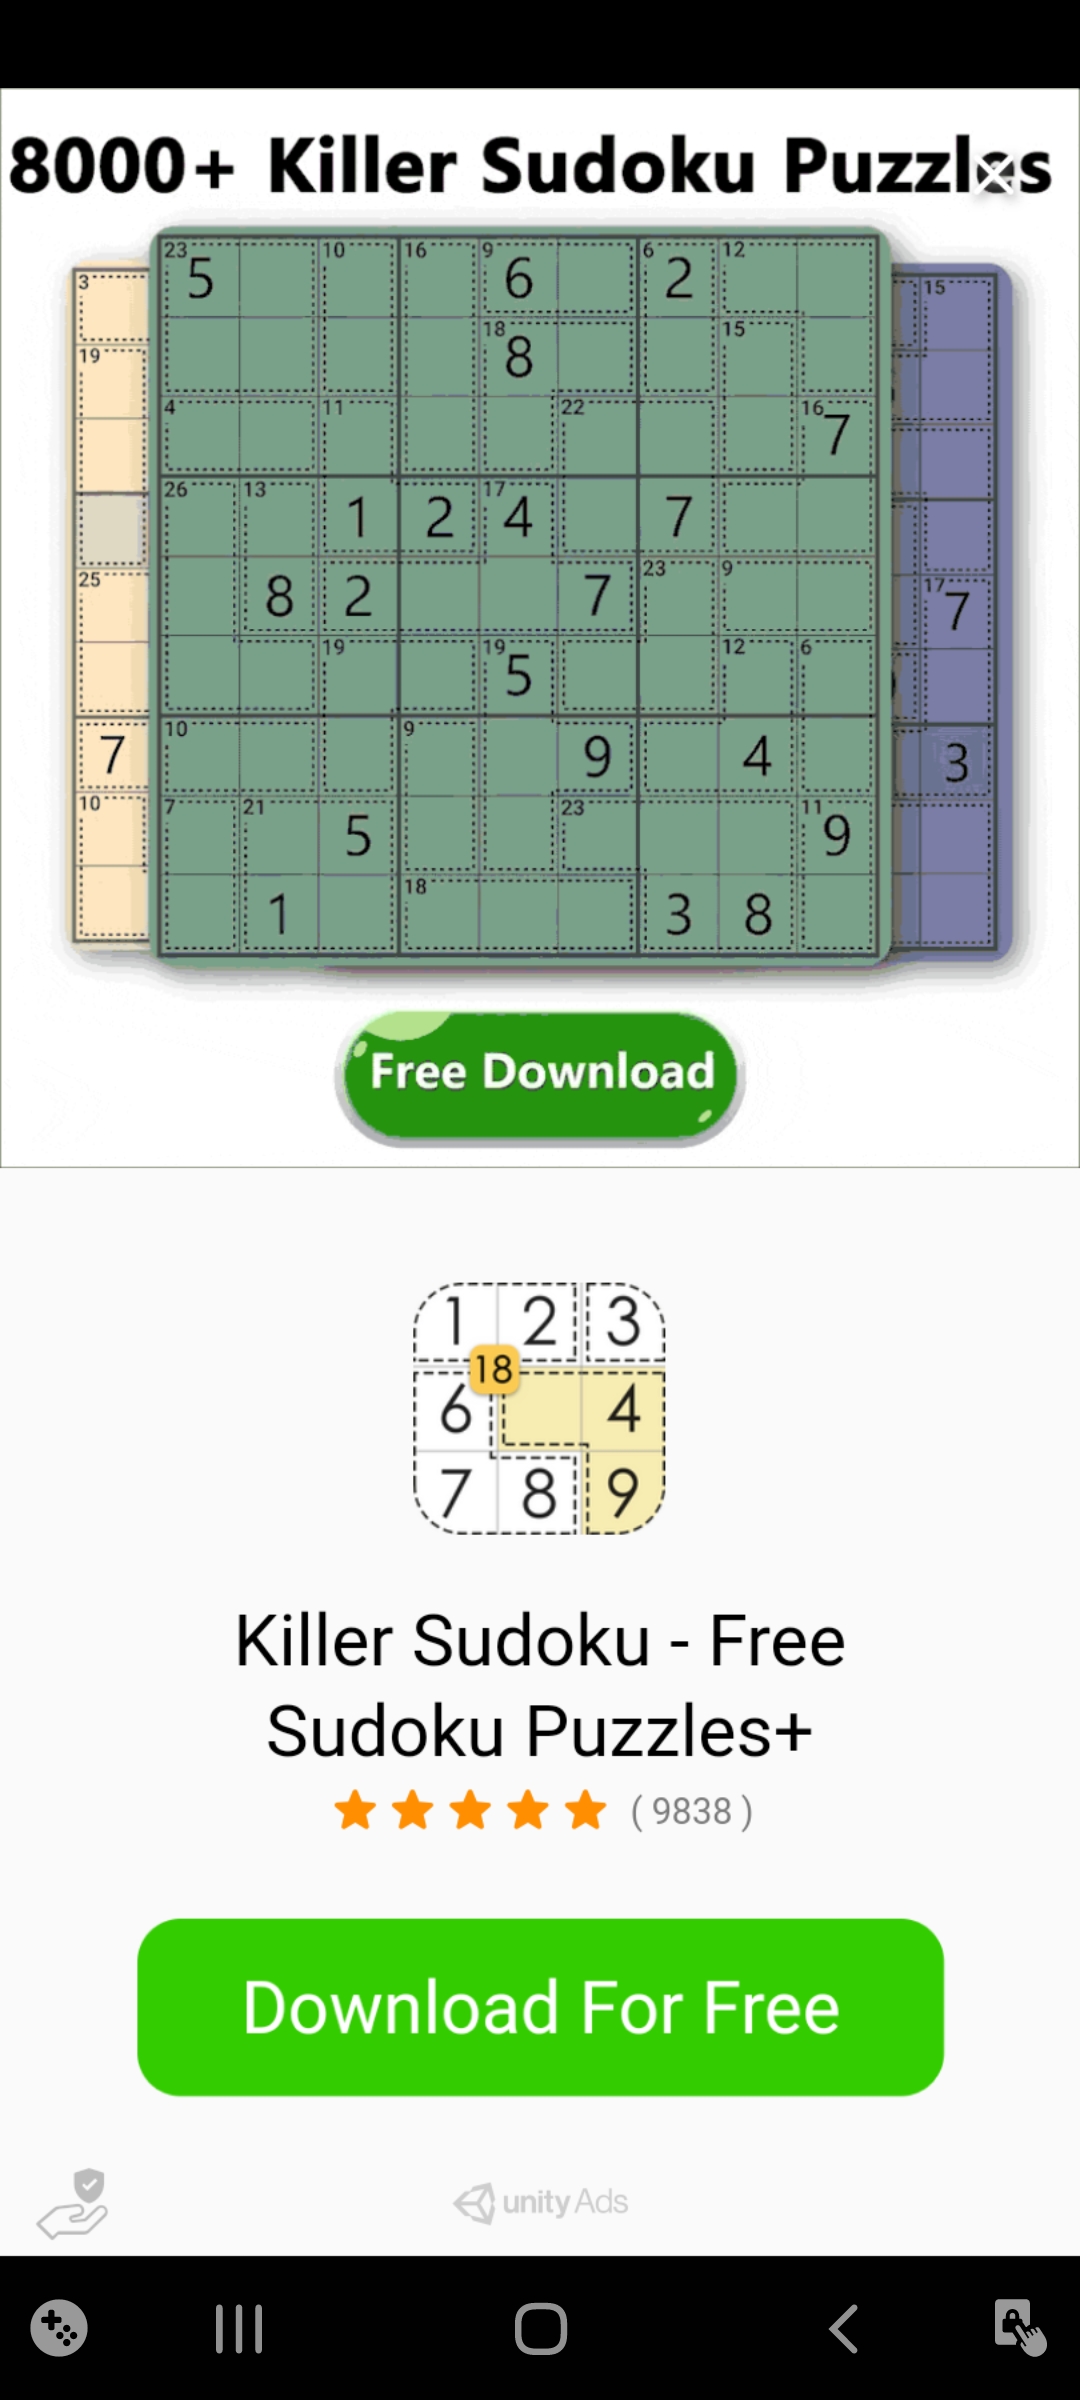 8000+ Killer Sudoku Puzzles
23 5 10 16 9 6 6 2 12
3 15
18 8 15
19
4 11 22 16 7
26 13 1 2 17 4 7
8 2 7 23 9
25 17 7
19 19 5 12 6
10 9 9 4
7 3
7 21 5 23 11 9
10
1 18 3 8
Free Download
1 2 3
18
6 4
7 8 9
Killer Sudoku - Free
Sudoku Puzzles+
( 9838 )
Download For Free
unity Ads